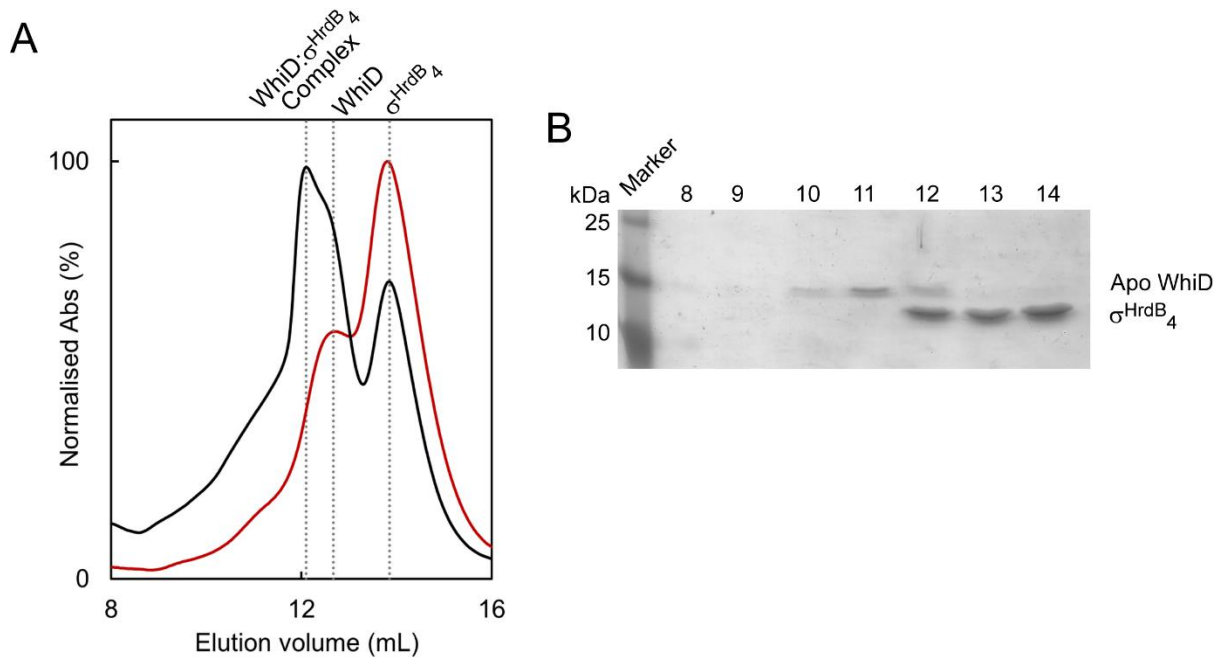 A
WhiD:σHrdB4
Complex
WhiD
σHrdB4
100
0
Normalised Abs (%)
8
12
16
Elution volume (mL)
B
kDa
Marker
8 9 10 11 12 13 14
25
15
10
Apo WhiD
σHrdB4